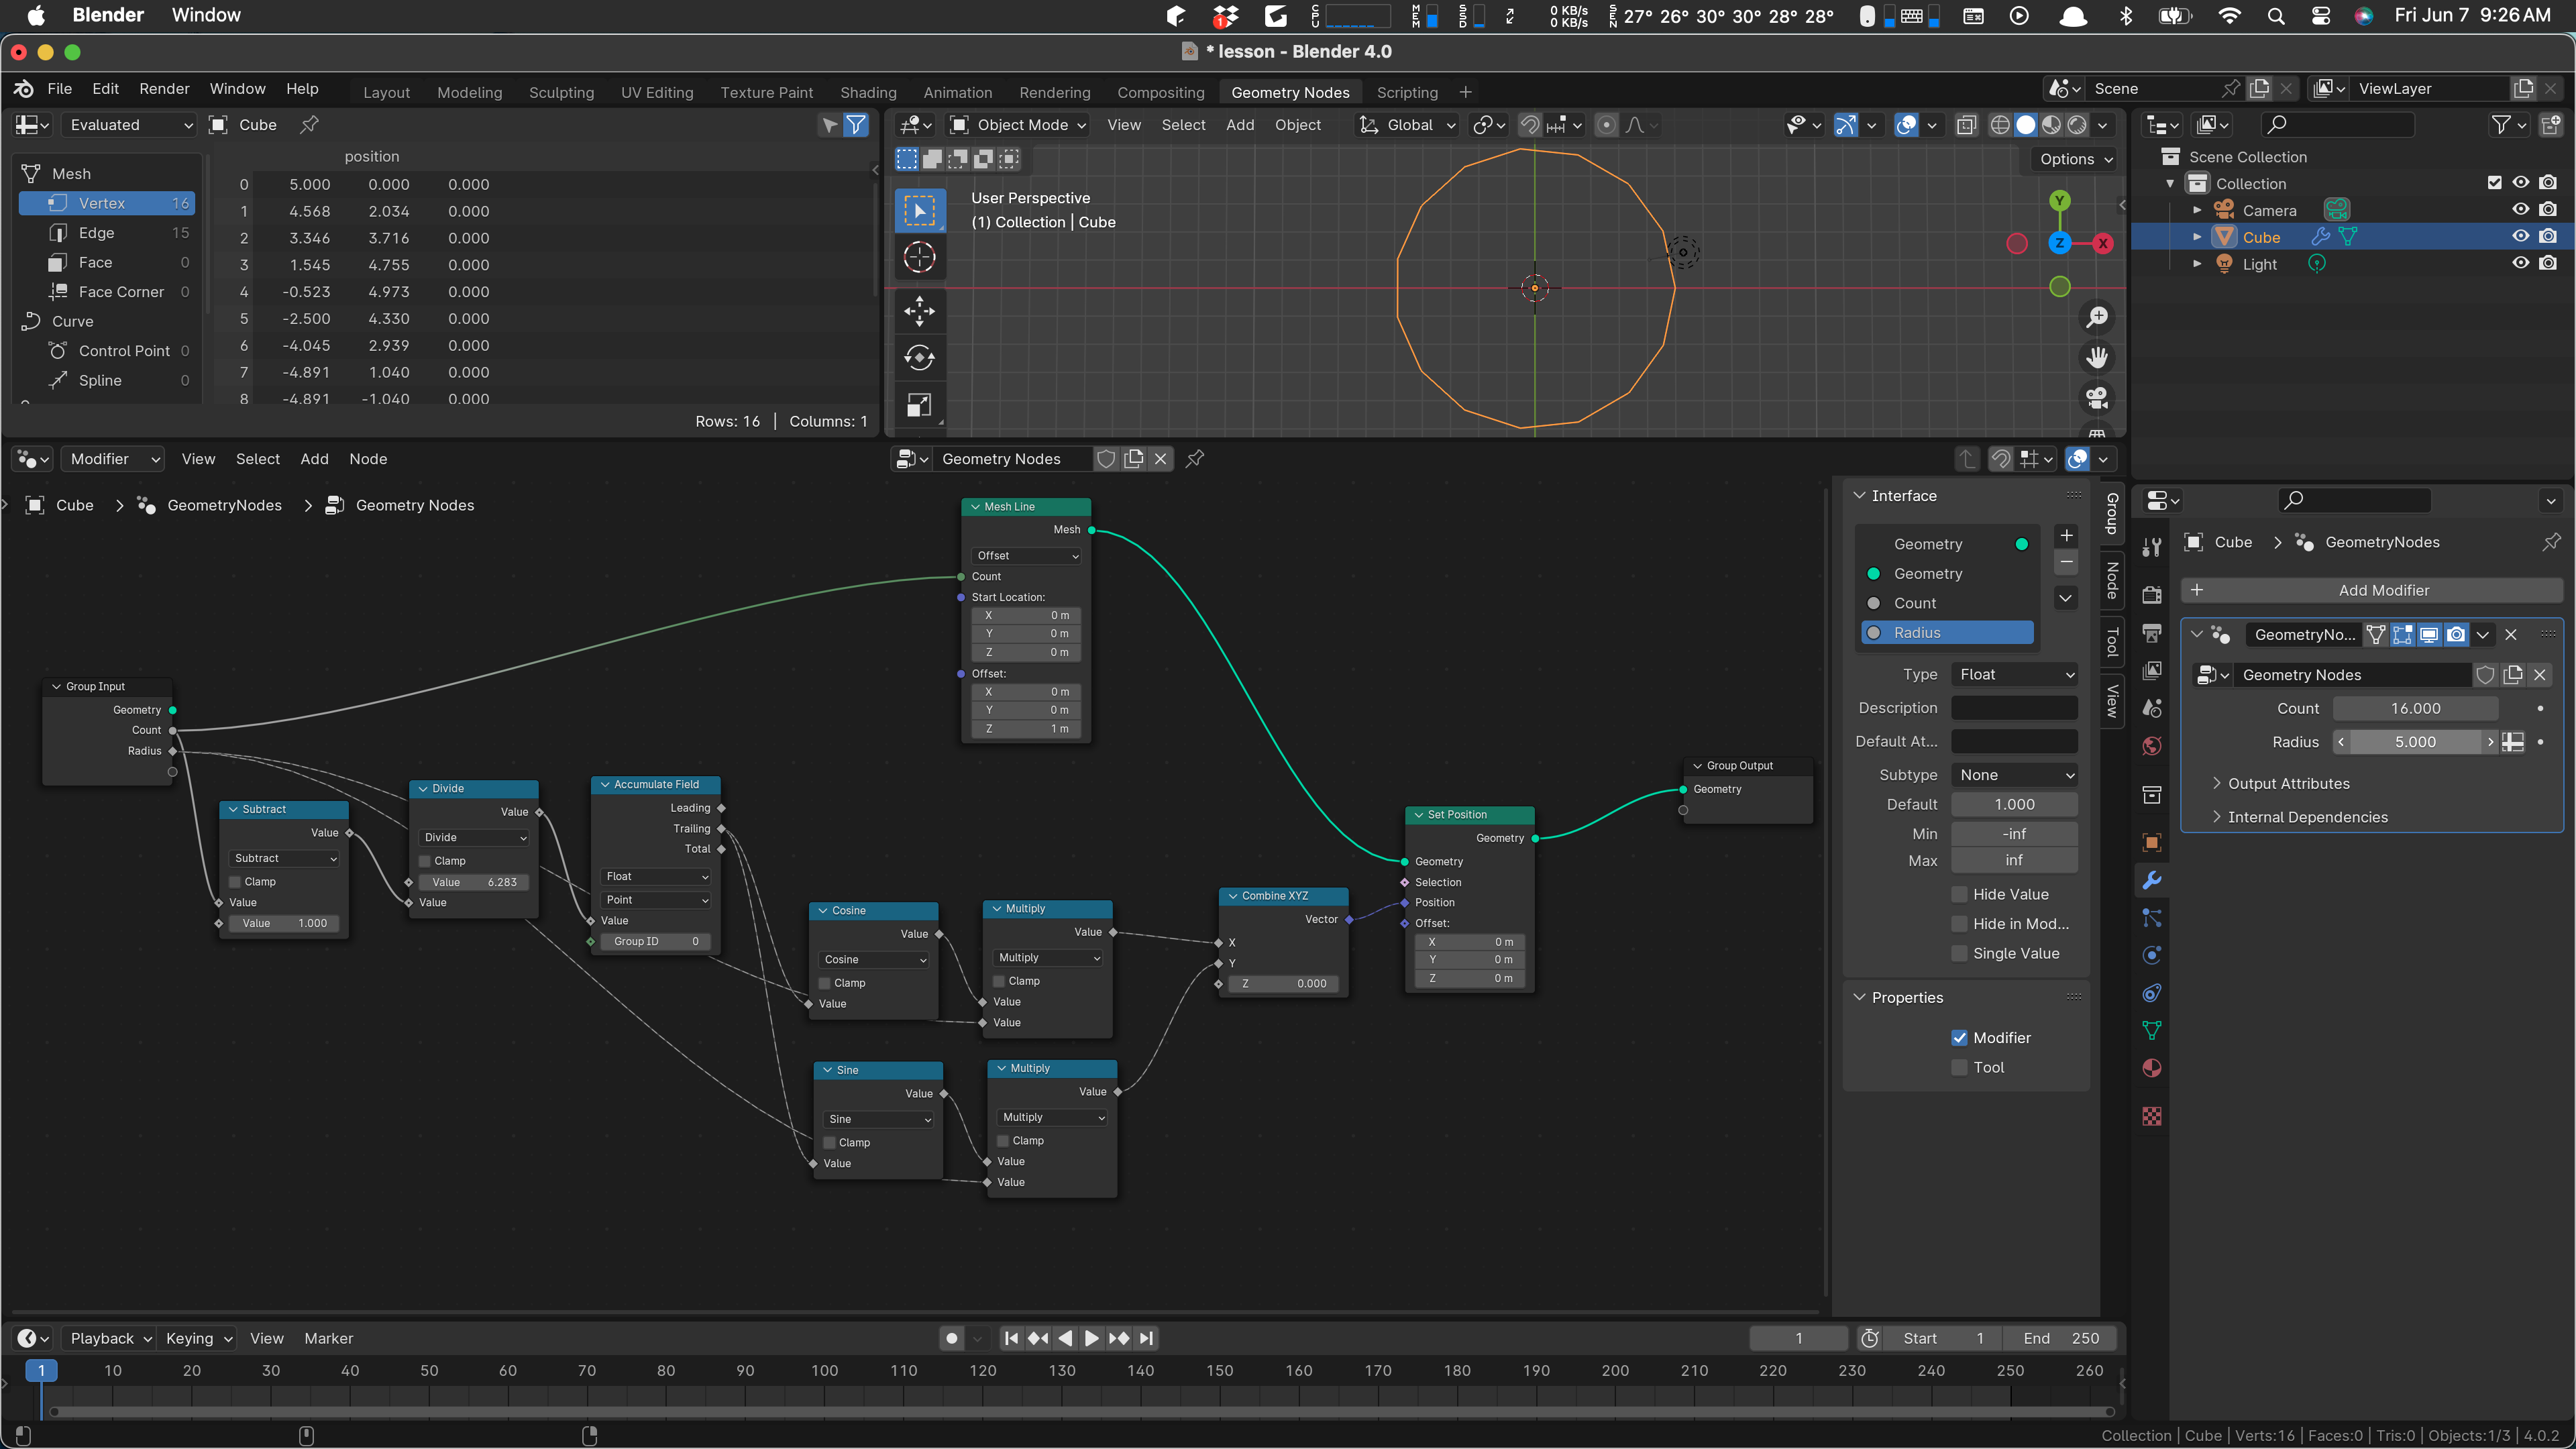 Blender Window
CPU
MEM
SSD
0 KB/s
0 KB/s
SEN
27° 26° 30° 30° 28° 28°
Fri Jun 7 9:26 AM
* lesson - Blender 4.0
File Edit Render Window Help
Layout Modeling Sculpting UV Editing Texture Paint Shading Animation Rendering Compositing Geometry Nodes Scripting +
Scene
ViewLayer
Evaluated
Cube
Mesh
Vertex 16
Edge 15
Face 0
Face Corner 0
Curve
Control Point 0
Spline 0
position
0 5.000 0.000 0.000
1 4.568 2.034 0.000
2 3.346 3.716 0.000
3 1.545 4.755 0.000
4 -0.523 4.973 0.000
5 -2.500 4.330 0.000
6 -4.045 2.939 0.000
7 -4.891 1.040 0.000
8 -4.891 -1.040 0.000
Rows: 16 | Columns: 1
Object Mode View Select Add Object Global
Options
User Perspective
(1) Collection | Cube
Y
Z
X
Scene Collection
Collection
Camera
Cube
Light
Modifier View Select Add Node
Geometry Nodes
Cube > GeometryNodes > Geometry Nodes
Group Input
Geometry
Count
Radius
Subtract
Value
Subtract
Clamp
Value
Value 1.000
Divide
Value
Divide
Clamp
Value 6.283
Value
Accumulate Field
Leading
Trailing
Total
Float
Point
Value
Group ID 0
Mesh Line
Mesh
Offset
Count
Start Location:
X 0 m
Y 0 m
Z 0 m
Offset:
X 0 m
Y 0 m
Z 1 m
Cosine
Value
Cosine
Clamp
Value
Multiply
Value
Multiply
Clamp
Value
Value
Sine
Value
Sine
Clamp
Value
Multiply
Value
Multiply
Clamp
Value
Value
Combine XYZ
Vector
X
Y
Z 0.000
Set Position
Geometry
Geometry
Selection
Position
Offset:
X 0 m
Y 0 m
Z 0 m
Group Output
Geometry
Interface
Geometry
Geometry
Count
Radius
Type Float
Description
Default At...
Subtype None
Default 1.000
Min -inf
Max inf
Hide Value
Hide in Mod...
Single Value
Properties
Modifier
Tool
Group
Node
Tool
View
Cube > GeometryNodes
+ Add Modifier
GeometryNo...
Geometry Nodes
Count 16.000
Radius 5.000
Output Attributes
Internal Dependencies
Playback Keying View Marker
1
Start 1
End 250
1 10 20 30 40 50 60 70 80 90 100 110 120 130 140 150 160 170 180 190 200 210 220 230 240 250 260
Collection | Cube | Verts:16 | Faces:0 | Tris:0 | Objects:1/3 | 4.0.2